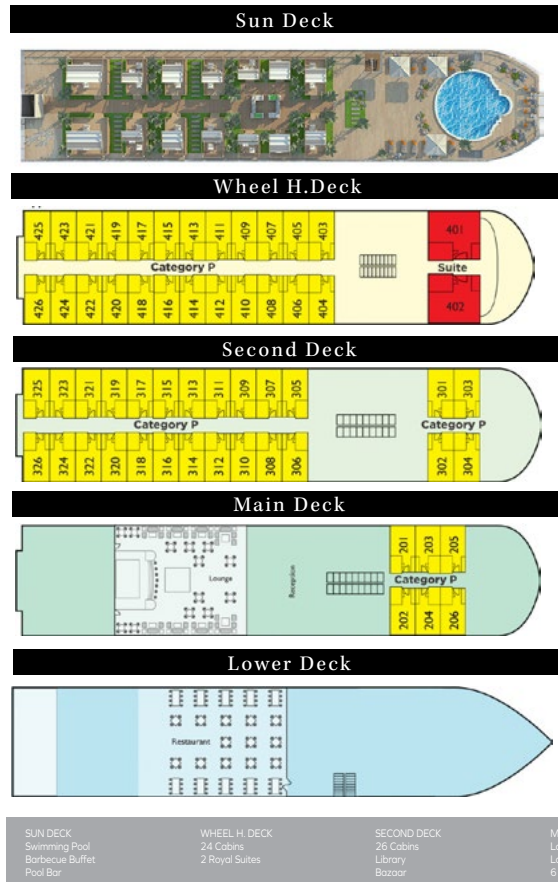 Sun Deck
Wheel H.Deck
425 423 421 419 417 415 413 411 409 407 405 403 401
Category P Suite
426 424 422 420 418 416 414 412 410 408 406 404 402
Second Deck
325 323 321 319 317 315 313 311 309 307 305 301 303
Category P Category P
326 324 322 320 318 316 314 312 310 308 306 302 304
Main Deck
201 203 205
Lounge Reception Category P
202 204 206
Lower Deck
Restaurant
SUN DECK
Swimming Pool
Barbecue Buffet
Pool Bar
WHEEL H. DECK
24 Cabins
2 Royal Suites
SECOND DECK
26 Cabins
Library
Bazaar